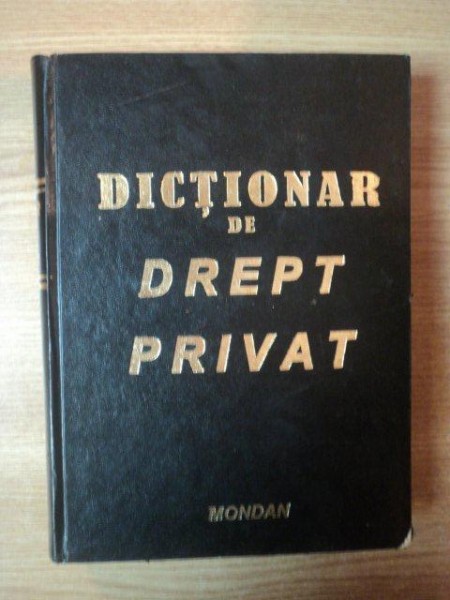 DICȚIONAR
DE
DREPT
PRIVAT
MONDAN